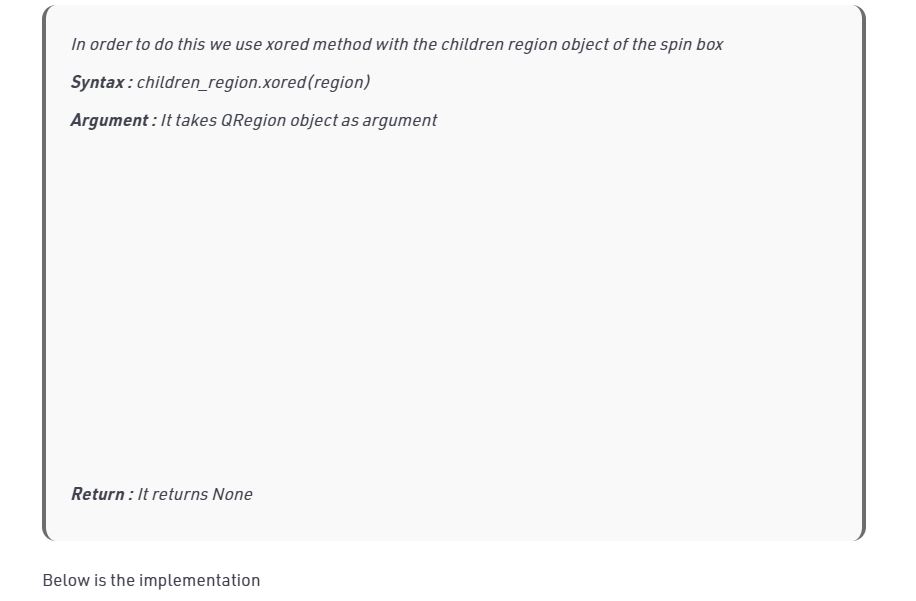 In order to do this we use xored method with the children region object of the spin box
Syntax : children_region.xored(region)
Argument : It takes QRegion object as argument
Return : It returns None
Below is the implementation